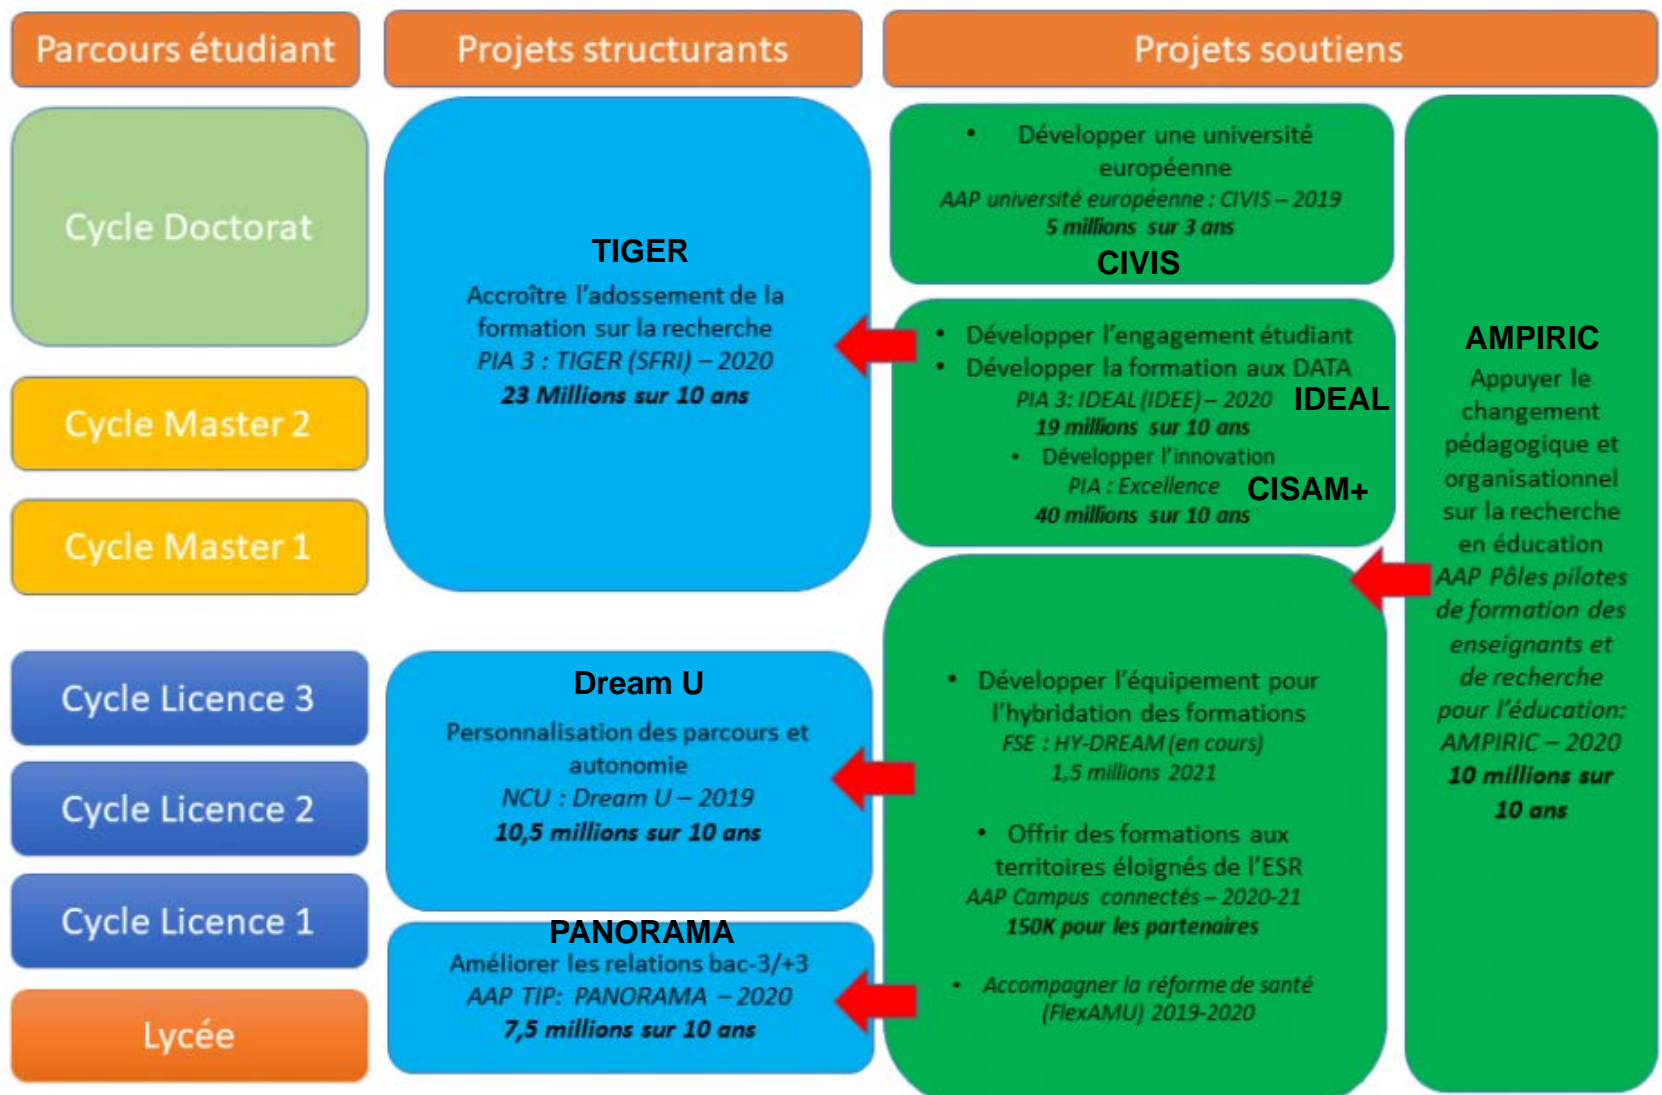 Parcours étudiant
Projets structurants
Projets soutiens
Cycle Doctorat
Cycle Master 2
Cycle Master 1
Cycle Licence 3
Cycle Licence 2
Cycle Licence 1
Lycée
TIGER
Accroître l'adossement de la
formation sur la recherche
PIA 3 : TIGER (SFRI) – 2020
23 Millions sur 10 ans
Dream U
Personnalisation des parcours et
autonomie
NCU : Dream U – 2019
10,5 millions sur 10 ans
PANORAMA
Améliorer les relations bac-3/+3
AAP TIP: PANORAMA – 2020
7,5 millions sur 10 ans
• Développer une université
européenne
AAP université européenne : CIVIS – 2019
5 millions sur 3 ans
CIVIS
• Développer l'engagement étudiant
• Développer la formation aux DATA
PIA 3: IDEAL (IDEE) – 2020 IDEAL
19 millions sur 10 ans
• Développer l'innovation
PIA : Excellence CISAM+
40 millions sur 10 ans
• Développer l'équipement pour
l'hybridation des formations
FSE : HY-DREAM (en cours)
1,5 millions 2021
• Offrir des formations aux
territoires éloignés de l'ESR
AAP Campus connectés – 2020-21
150K pour les partenaires
• Accompagner la réforme de santé
(FlexAMU) 2019-2020
AMPIRIC
Appuyer le
changement
pédagogique et
organisationnel
sur la recherche
en éducation
AAP Pôles pilotes
de formation des
enseignants et
de recherche
pour l'éducation:
AMPIRIC – 2020
10 millions sur
10 ans